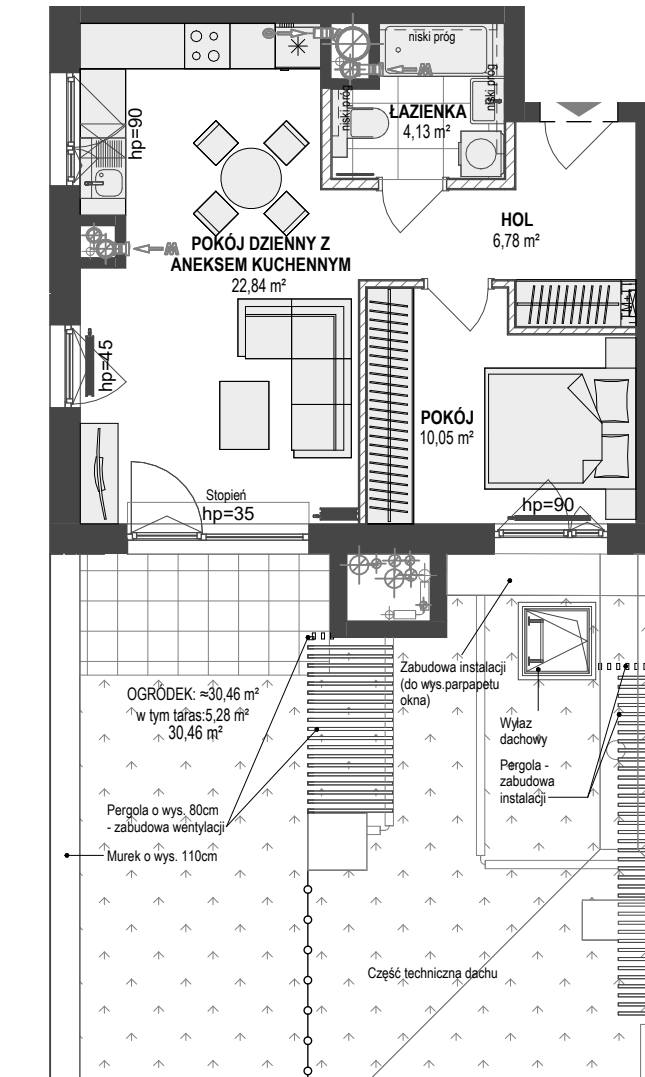 niski próg
niski próg
niski próg
ŁAZIENKA
4,13 m²
hp=90
HOL
6,78 m²
POKÓJ DZIENNY Z
ANEKSEM KUCHENNYM
22,84 m²
hp=45
POKÓJ
10,05 m²
Stopień
hp=35
hp=90
Zabudowa instalacji
(do wys.parpapetu
okna)
OGRÓDEK: ≈30,46 m²
w tym taras:5,28 m²
30,46 m²
Wyłaz
dachowy
Pergola -
zabudowa
instalacji
Pergola o wys. 80cm
- zabudowa wentylacji
Murek o wys. 110cm
Część techniczna dachu